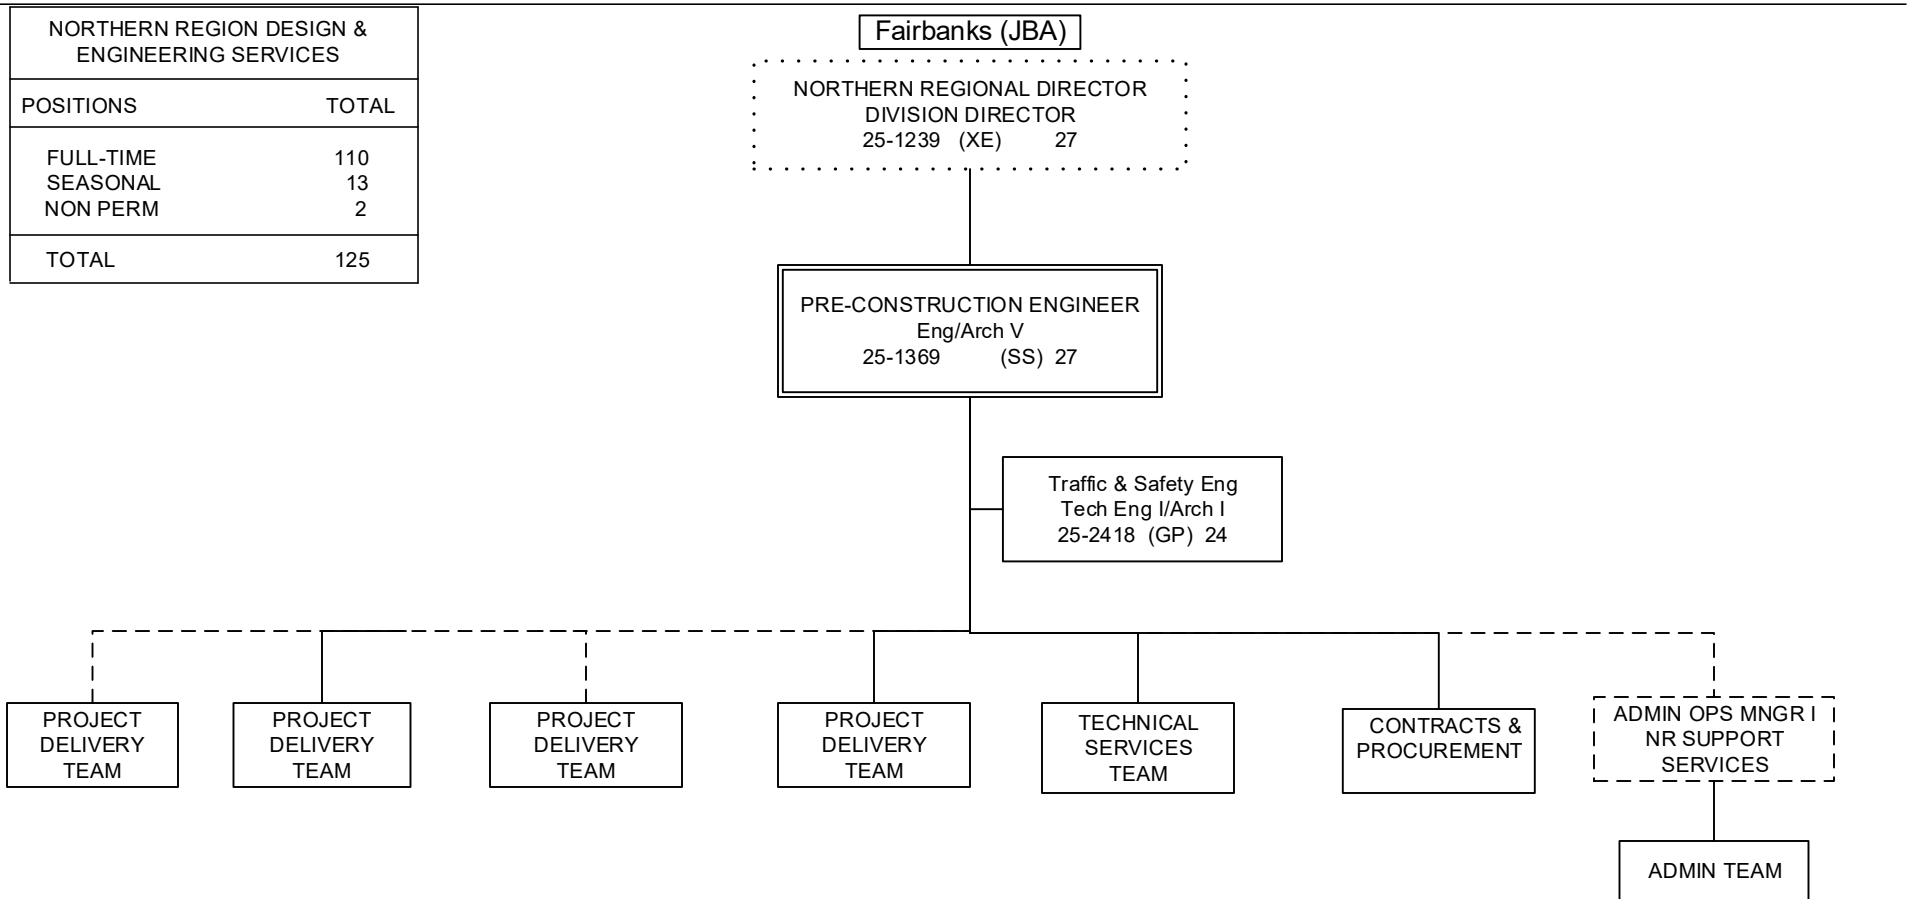 NORTHERN REGION DESIGN &
ENGINEERING SERVICES
POSITIONS TOTAL
FULL-TIME 110
SEASONAL 13
NON PERM 2
TOTAL 125
Fairbanks (JBA)
NORTHERN REGIONAL DIRECTOR
DIVISION DIRECTOR
25-1239 (XE) 27
PRE-CONSTRUCTION ENGINEER
Eng/Arch V
25-1369 (SS) 27
Traffic & Safety Eng
Tech Eng I/Arch I
25-2418 (GP) 24
PROJECT
DELIVERY
TEAM
PROJECT
DELIVERY
TEAM
PROJECT
DELIVERY
TEAM
PROJECT
DELIVERY
TEAM
TECHNICAL
SERVICES
TEAM
CONTRACTS &
PROCUREMENT
ADMIN OPS MNGR I
NR SUPPORT
SERVICES
ADMIN TEAM